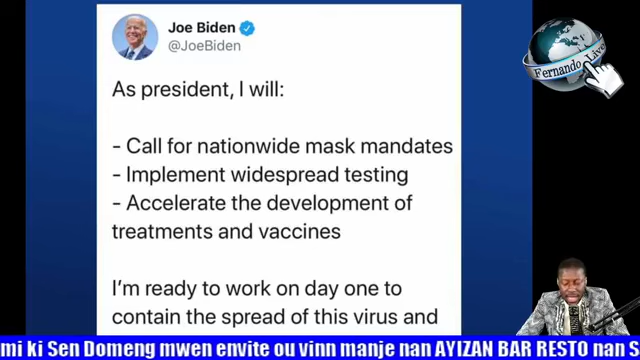 Joe Biden
@JoeBiden
As president, I will:
- Call for nationwide mask mandates
- Implement widespread testing
- Accelerate the development of
treatments and vaccines
I'm ready to work on day one to
contain the spread of this virus and
Fernando Live
mi ki Sen Domeng mwen envite ou vinn manje nan AYIZAN BAR RESTO nan S